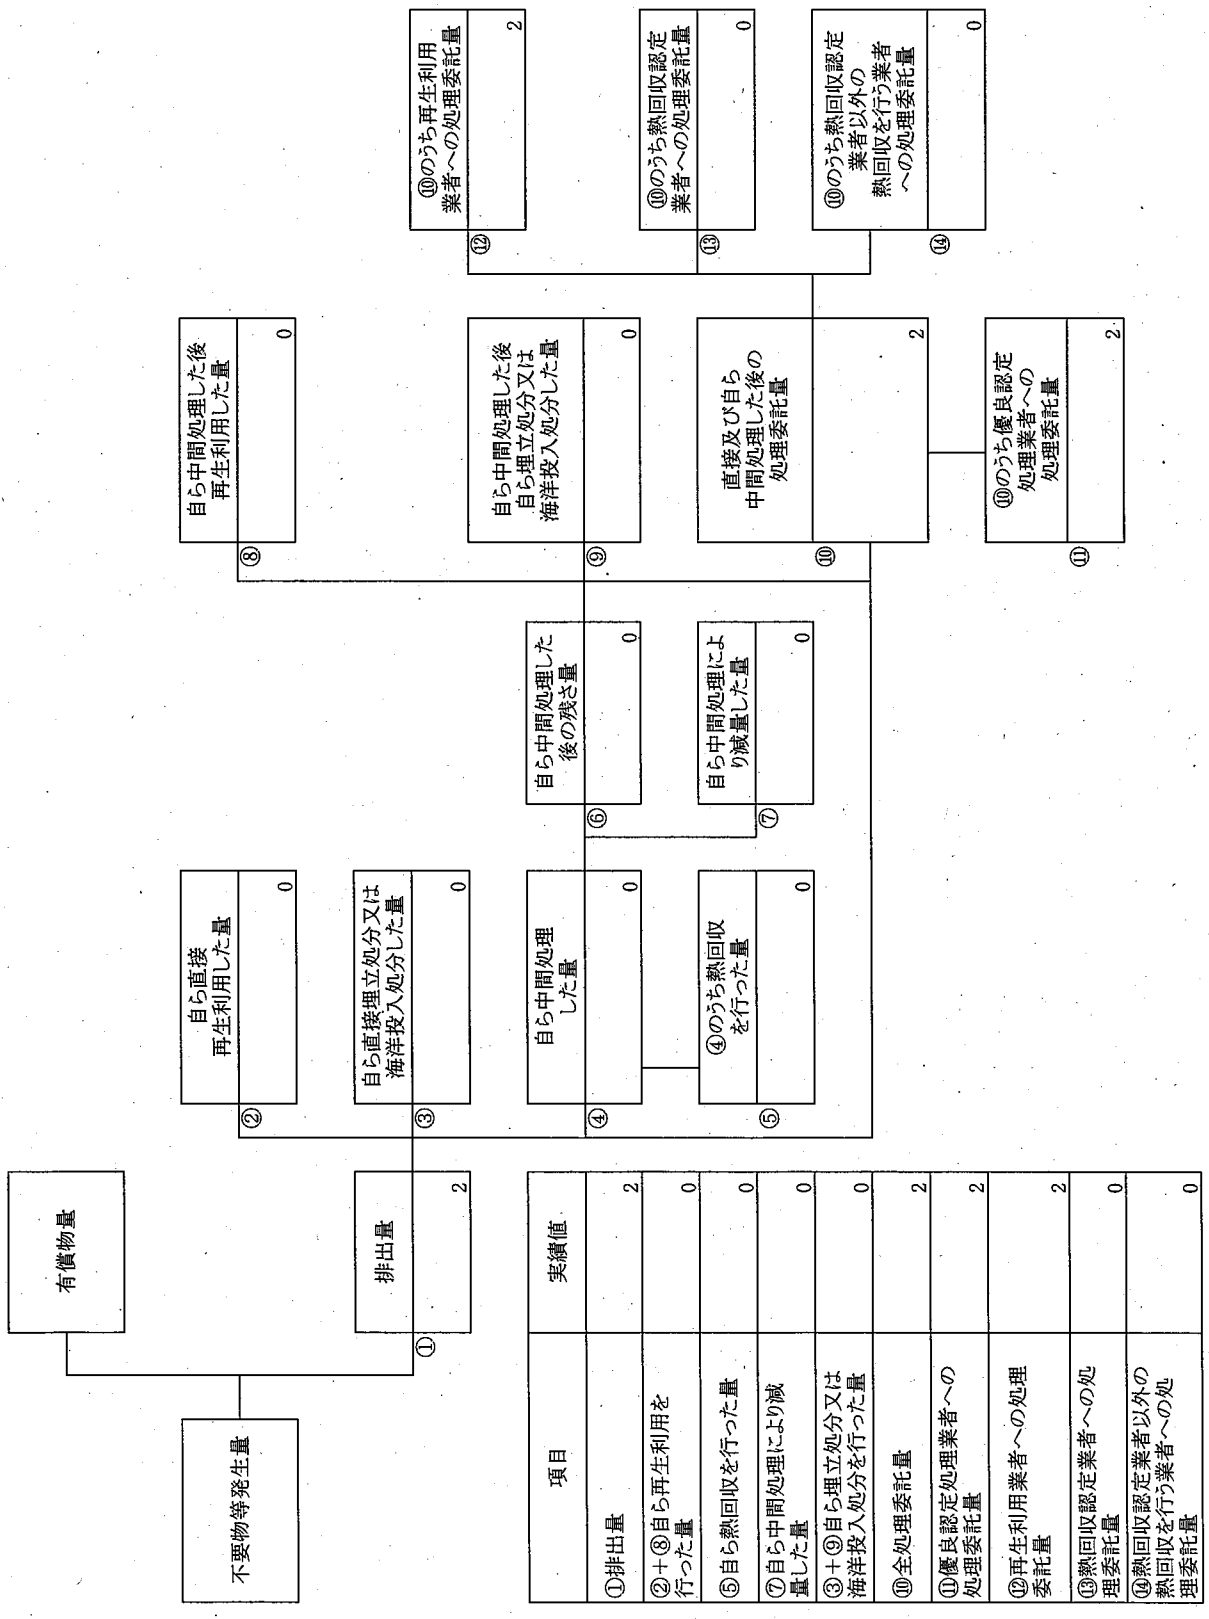 不要物等発生量
有償物量
排出量
①
2
自ら直接
再生利用した量
②
0
自ら直接埋立処分又は
海洋投入処分した量
③
0
自ら中間処理
した量
④
0
④のうち熱回収
を行った量
⑤
0
自ら中間処理した
後の残さ量
⑥
0
自ら中間処理によ
り減量した量
⑦
0
自ら中間処理した後
再生利用した量
⑧
0
自ら中間処理した後
自ら埋立処分又は
海洋投入処分した量
⑨
0
直接及び自ら
中間処理した後の
処理委託量
⑩
2
⑩のうち優良認定
処理業者への
処理委託量
⑪
2
⑩のうち再生利用
業者への処理委託量
⑫
2
⑩のうち熱回収認定
業者への処理委託量
⑬
0
⑩のうち熱回収認定
業者以外の
熱回収を行う業者
への処理委託量
⑭
0
項目 実績値
①排出量 2
②+⑧自ら再生利用を
行った量 0
⑤自ら熱回収を行った量 0
⑦自ら中間処理により減
量した量 0
③+⑨自ら埋立処分又は
海洋投入処分を行った量 0
⑩全処理委託量 2
⑪優良認定処理業者への
処理委託量 2
⑫再生利用業者への処理
委託量 2
⑬熱回収認定業者への処
理委託量 0
⑭熱回収認定業者以外の
熱回収を行う業者への処
理委託量 0